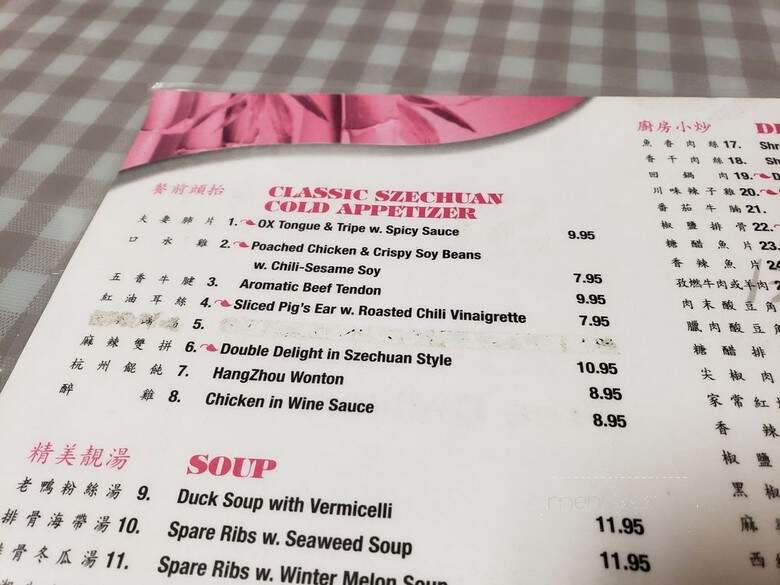 餐前頭抬 CLASSIC SZECHUAN
COLD APPETIZER
夫妻肺片 1. OX Tongue & Tripe w. Spicy Sauce 9.95
口水雞 2. Poached Chicken & Crispy Soy Beans
w. Chili-Sesame Soy 7.95
五香牛腱 3. Aromatic Beef Tendon 9.95
紅油耳絲 4. Sliced Pig's Ear w. Roasted Chili Vinaigrette 7.95
5.
麻辣雙拼 6. Double Delight in Szechuan Style 10.95
杭州餛飩 7. HangZhou Wonton 8.95
醉雞 8. Chicken in Wine Sauce 8.95
精美靚湯 SOUP
老鴨粉絲湯 9. Duck Soup with Vermicelli 11.95
排骨海帶湯 10. Spare Ribs w. Seaweed Soup 11.95
骨冬瓜湯 11. Spare Ribs w. Winter Melon Soup
廚房小炒
魚香肉絲 17. Shr
香干肉絲 18. Shr
回鍋肉 19. D
川味辣子雞 20.
番茄牛腩 21.
椒鹽排骨 22.
糖醋魚片 23.
香辣魚片 24
孜燃牛肉或羊肉
肉末酸豆角
臘肉酸豆角
糖醋排
尖椒肉
家常紅
香辣
椒鹽
黑椒
麻
西